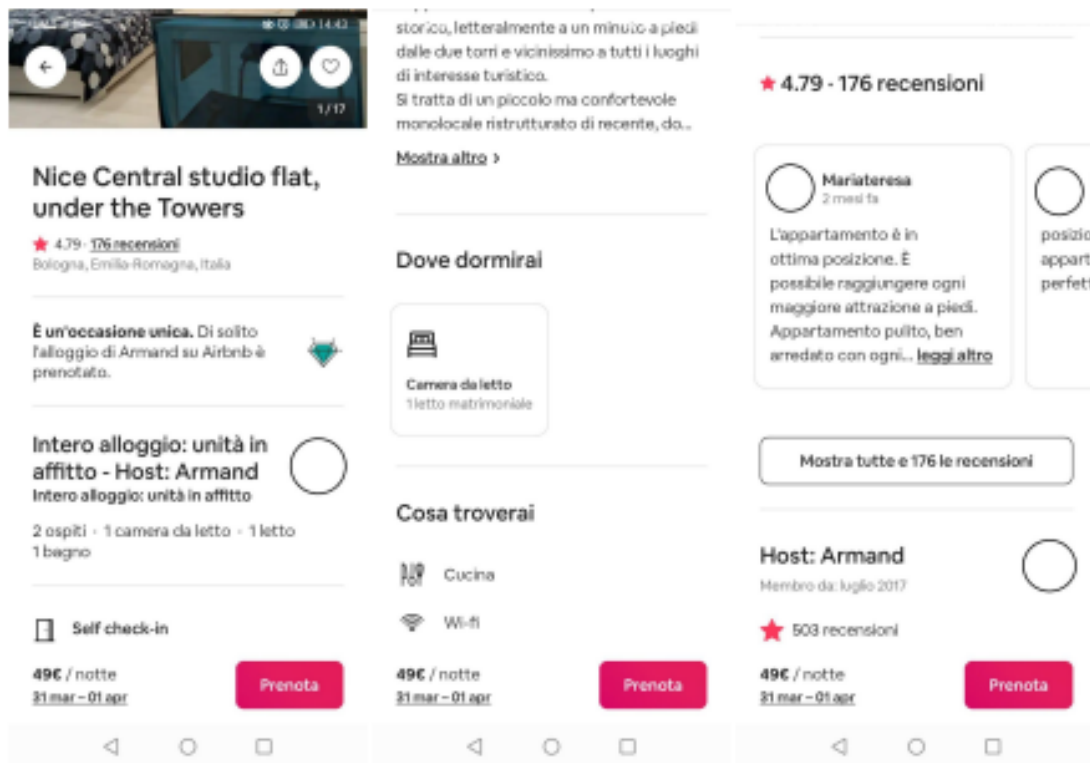 14:43
1/17
Nice Central studio flat,
under the Towers
4.79 · 176 recensioni
Bologna, Emilia-Romagna, Italia
È un'occasione unica. Di solito
l'alloggio di Armand su Airbnb è
prenotato.
Intero alloggio: unità in
affitto - Host: Armand
Intero alloggio: unità in affitto
2 ospiti · 1 camera da letto · 1 letto
1 bagno
Self check-in
49€ / notte
31 mar – 01 apr
Prenota
storico, letteralmente a un minuto a piedi
dalle due torri e vicinissimo a tutti i luoghi
di interesse turistico.
Si tratta di un piccolo ma confortevole
monolocale ristrutturato di recente, do...
Mostra altro >
Dove dormirai
Camera da letto
1 letto matrimoniale
Cosa troverai
Cucina
Wi-fi
49€ / notte
31 mar – 01 apr
Prenota
4.79 · 176 recensioni
Mariateresa
2 mesi fa
L'appartamento è in
ottima posizione. È
possibile raggiungere ogni
maggiore attrazione a piedi.
Appartamento pulito, ben
arredato con ogni... leggi altro
posizio
appart
perfett
Mostra tutte e 176 le recensioni
Host: Armand
Membro da: luglio 2017
503 recensioni
49€ / notte
31 mar – 01 apr
Prenota